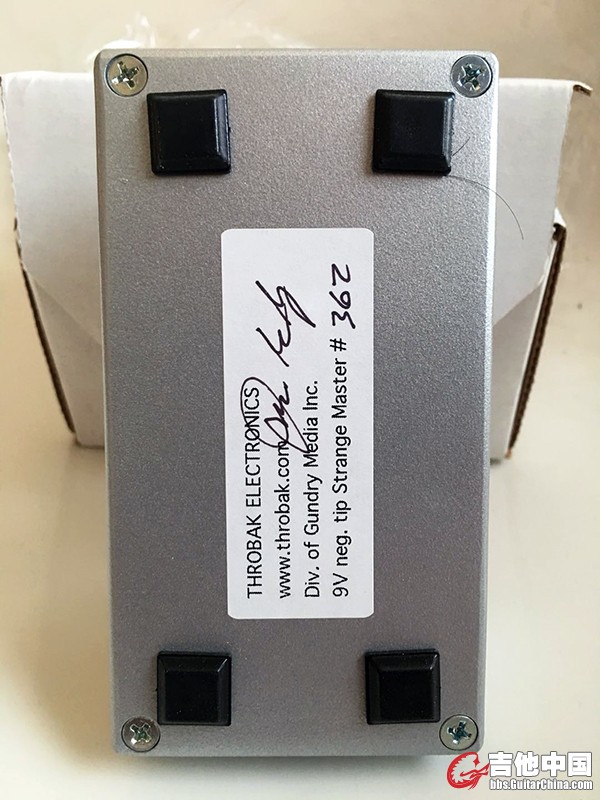 THROBAK ELECTRONICS
www.throbak.com
Div. of Gundry Media Inc.
9V neg. tip Strange Master # 362
吉他中国
bbs.GuitarChina.com